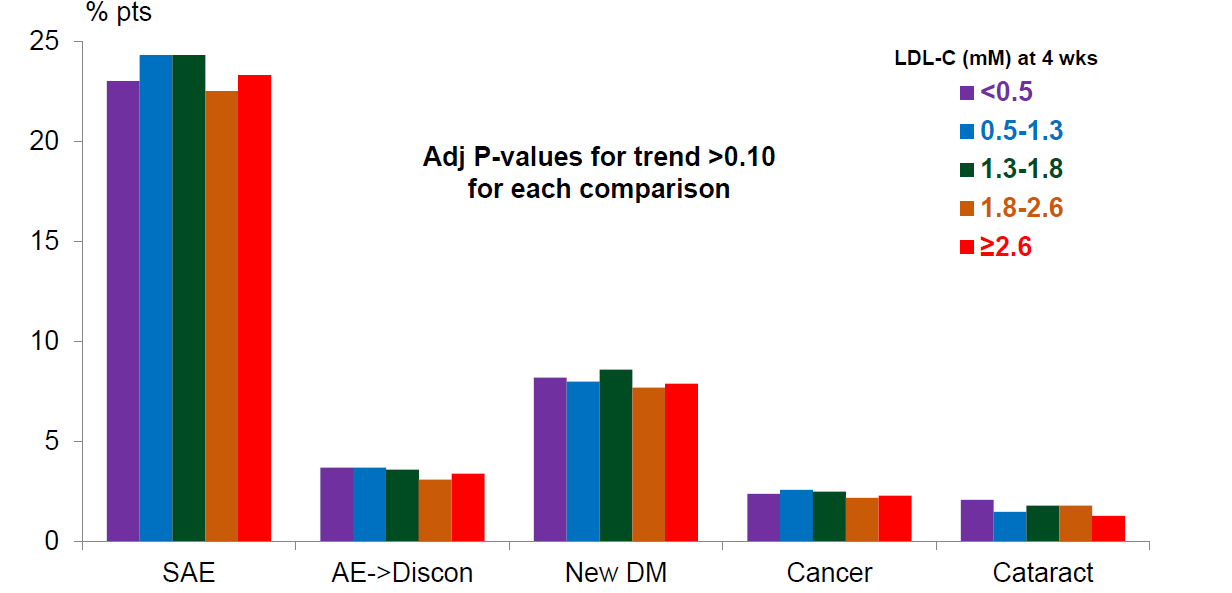 % pts
25
20
15
10
5
0
Adj P-values for trend >0.10
for each comparison
LDL-C (mM) at 4 wks
<0.5
0.5-1.3
1.3-1.8
1.8-2.6
≥2.6
SAE
AE->Discon
New DM
Cancer
Cataract